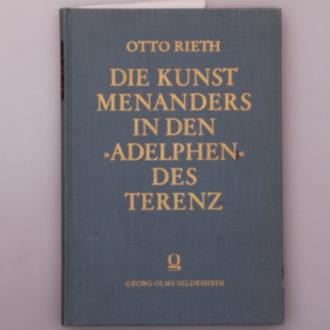 OTTO RIETH
DIE KUNST
MENANDERS
IN DEN
»ADELPHEN«
DES
TERENZ
GEORG OLMS HILDESHEIM